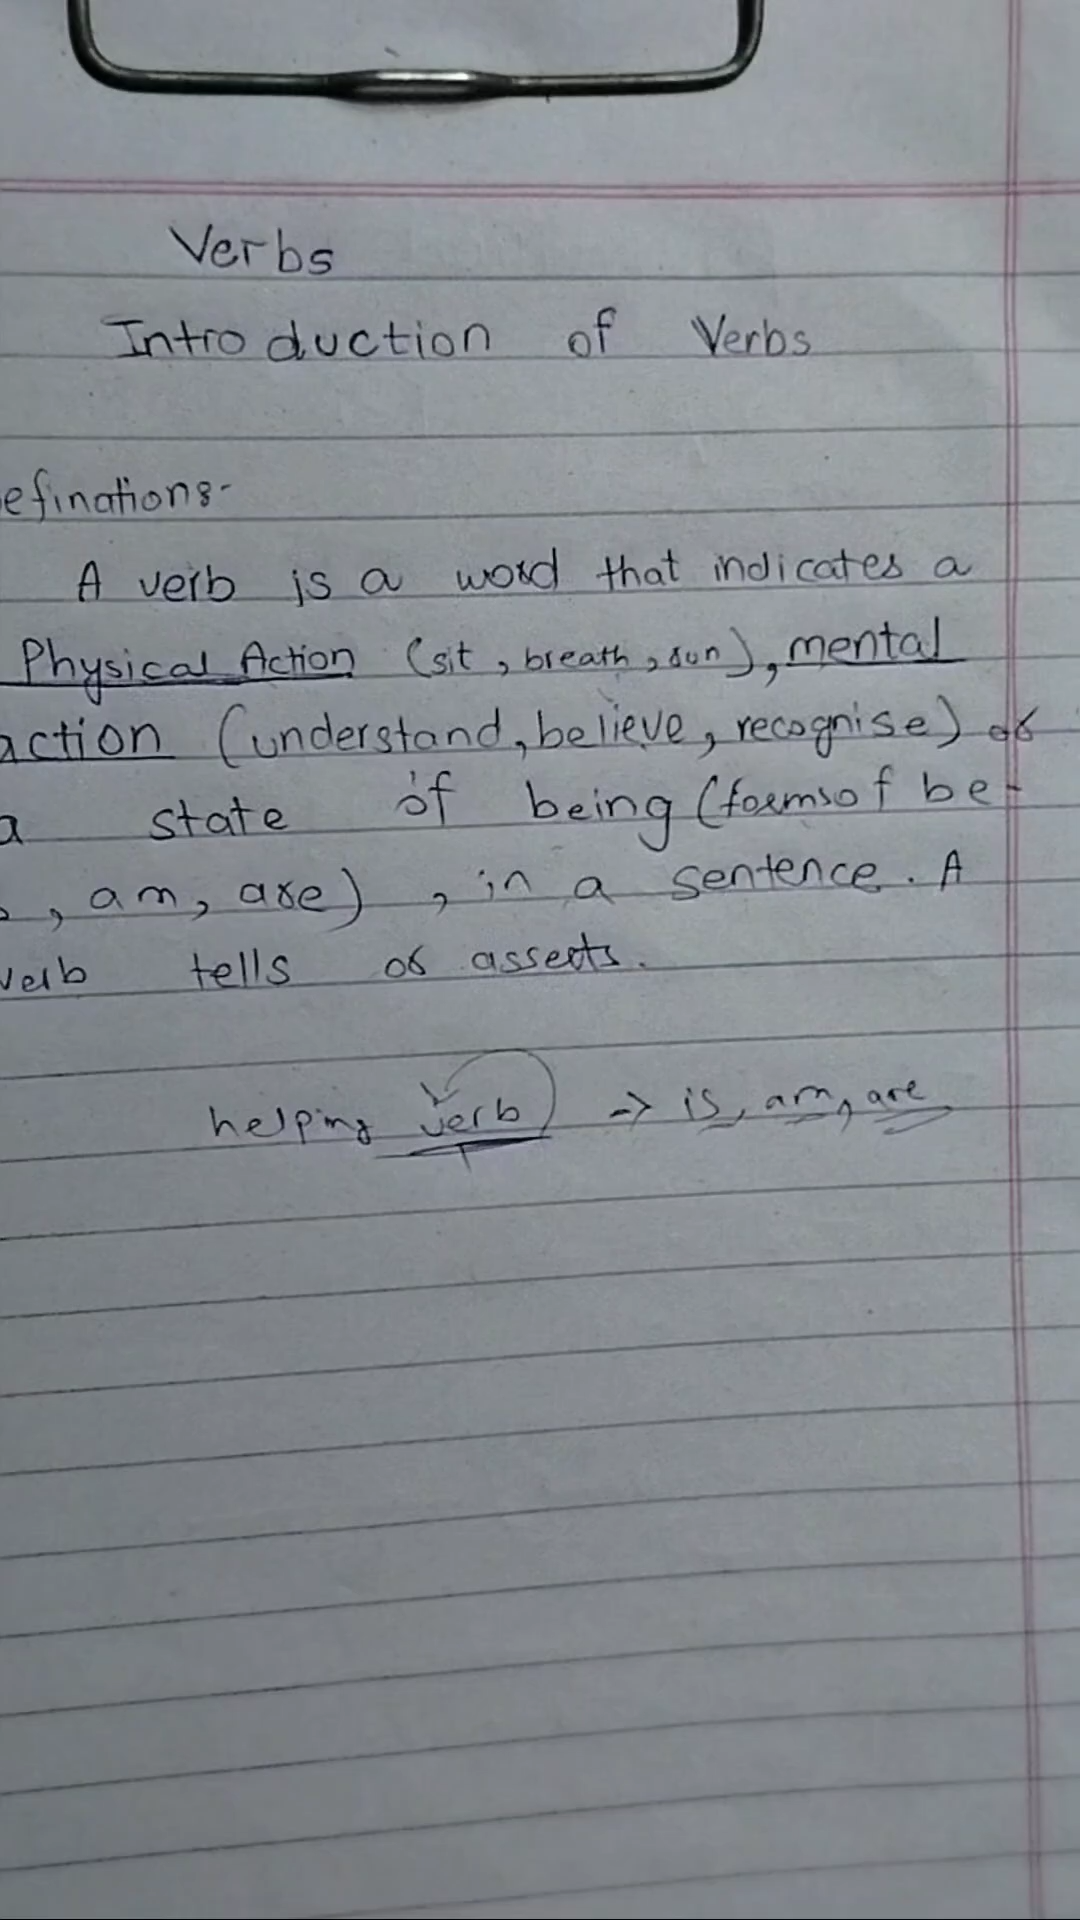 Verbs
Introduction of Verbs
efinations-
A verb is a word that indicates a
Physical Action (sit, breath, run), mental
action (understand, believe, recognise) or
a state of being (forms of be-
, am, are) , in a sentence. A
verb tells or asserts.
helping verb) -> is, am, are